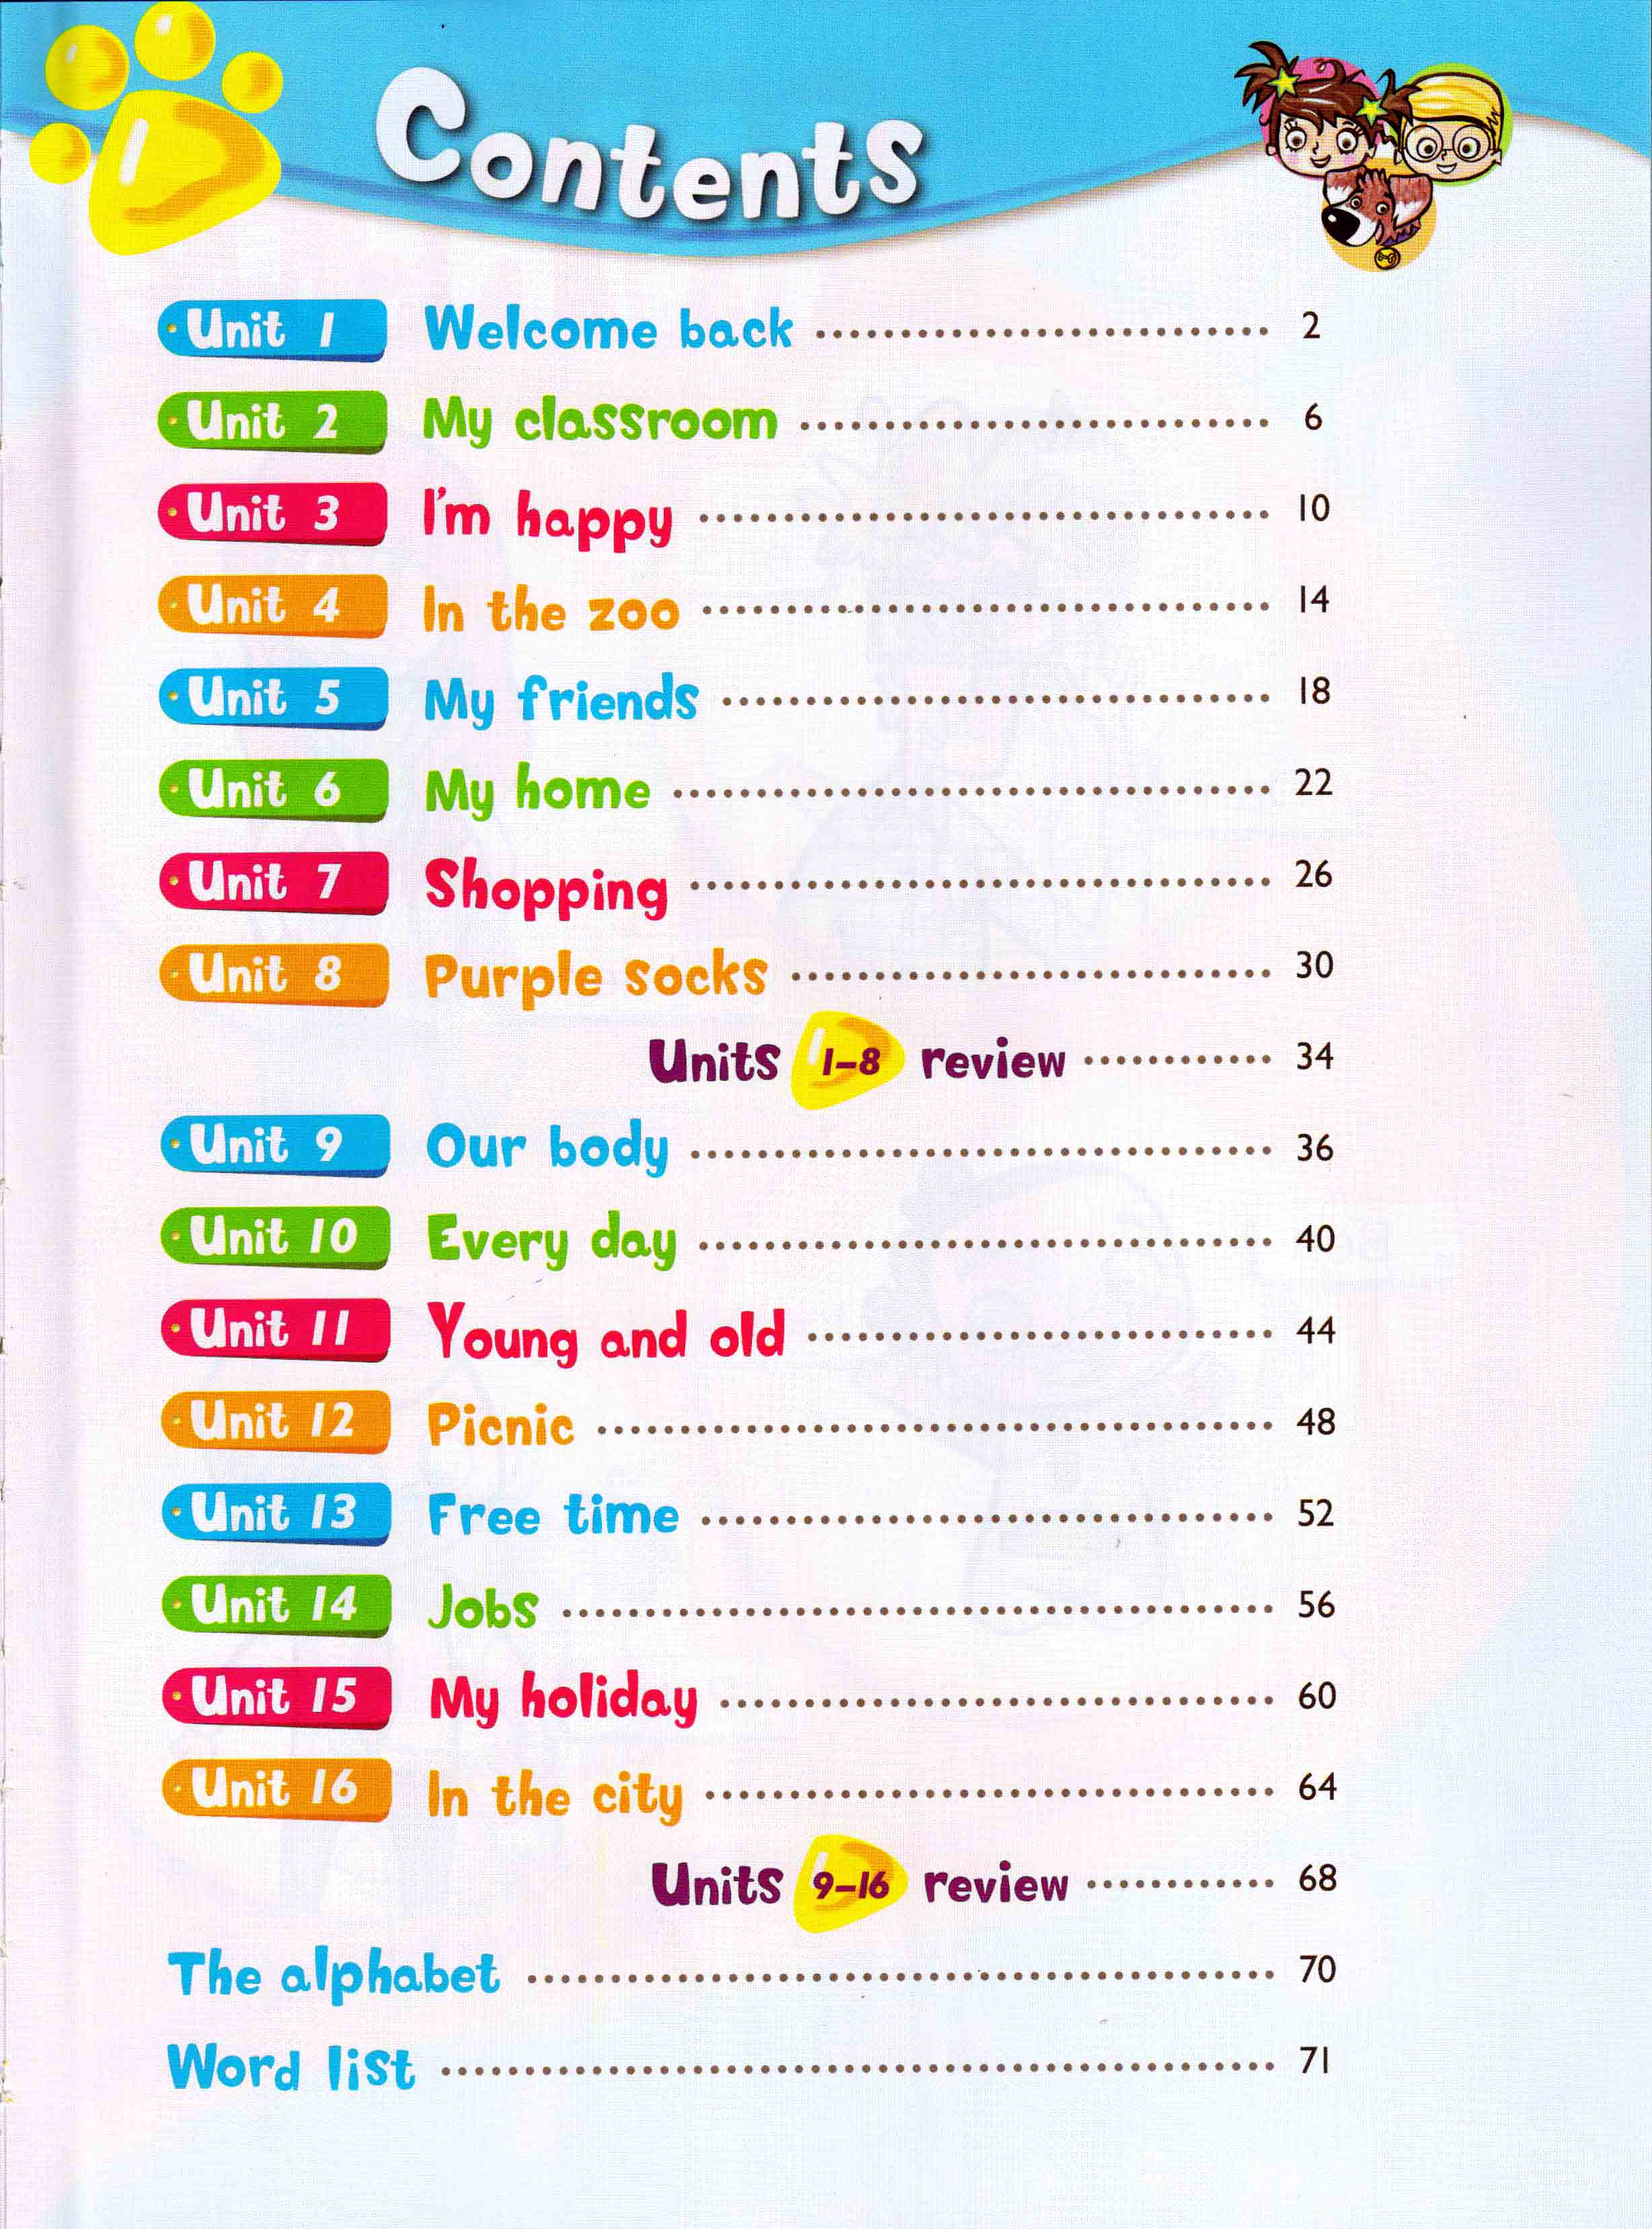 Contents
Unit 1 Welcome back 2
Unit 2 My classroom 6
Unit 3 I'm happy 10
Unit 4 In the zoo 14
Unit 5 My friends 18
Unit 6 My home 22
Unit 7 Shopping 26
Unit 8 Purple socks 30
Units 1-8 review 34
Unit 9 Our body 36
Unit 10 Every day 40
Unit 11 Young and old 44
Unit 12 Picnic 48
Unit 13 Free time 52
Unit 14 Jobs 56
Unit 15 My holiday 60
Unit 16 In the city 64
Units 9-16 review 68
The alphabet 70
Word list 71